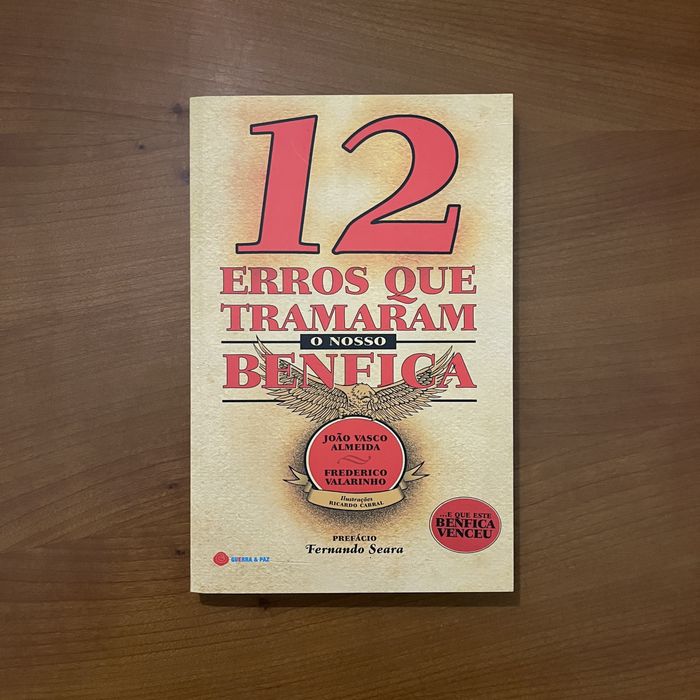 12
ERROS QUE
TRAMARAM
O NOSSO
BENFICA
JOÃO VASCO
ALMEIDA
FREDERICO
VALARINHO
Ilustrações
RICARDO CABRAL
PREFÁCIO
Fernando Seara
...E QUE ESTE
BENFICA
VENCEU
GUERRA & PAZ